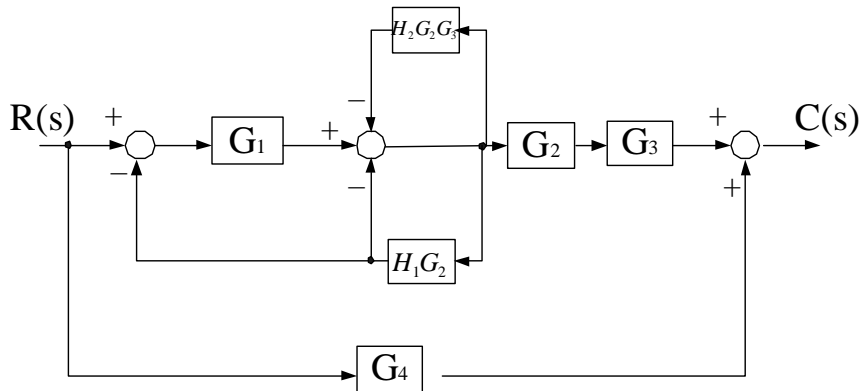 H₂G₂G₃
−
R(s) + G₁ + G₂ G₃ + C(s)
− − +
H₁G₂
G₄